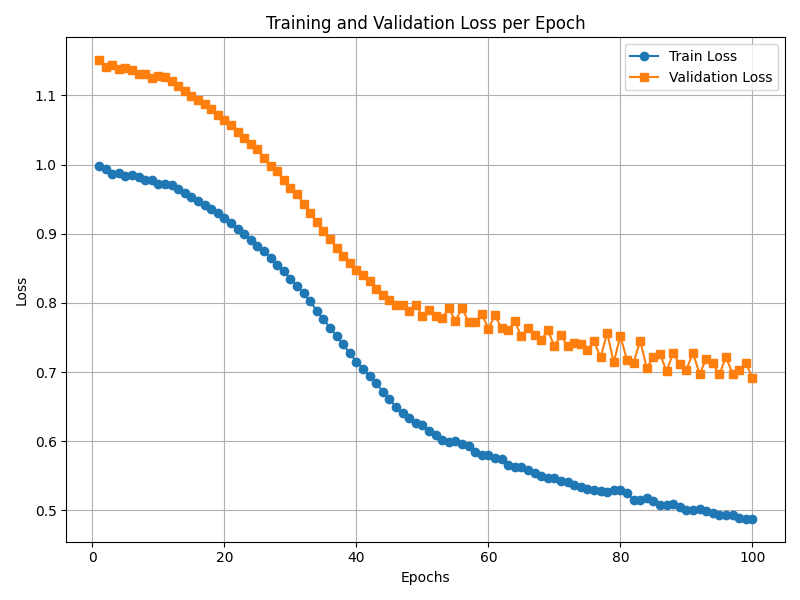 Training and Validation Loss per Epoch
Train Loss
Validation Loss
Loss
1.1
1.0
0.9
0.8
0.7
0.6
0.5
0 20 40 60 80 100
Epochs